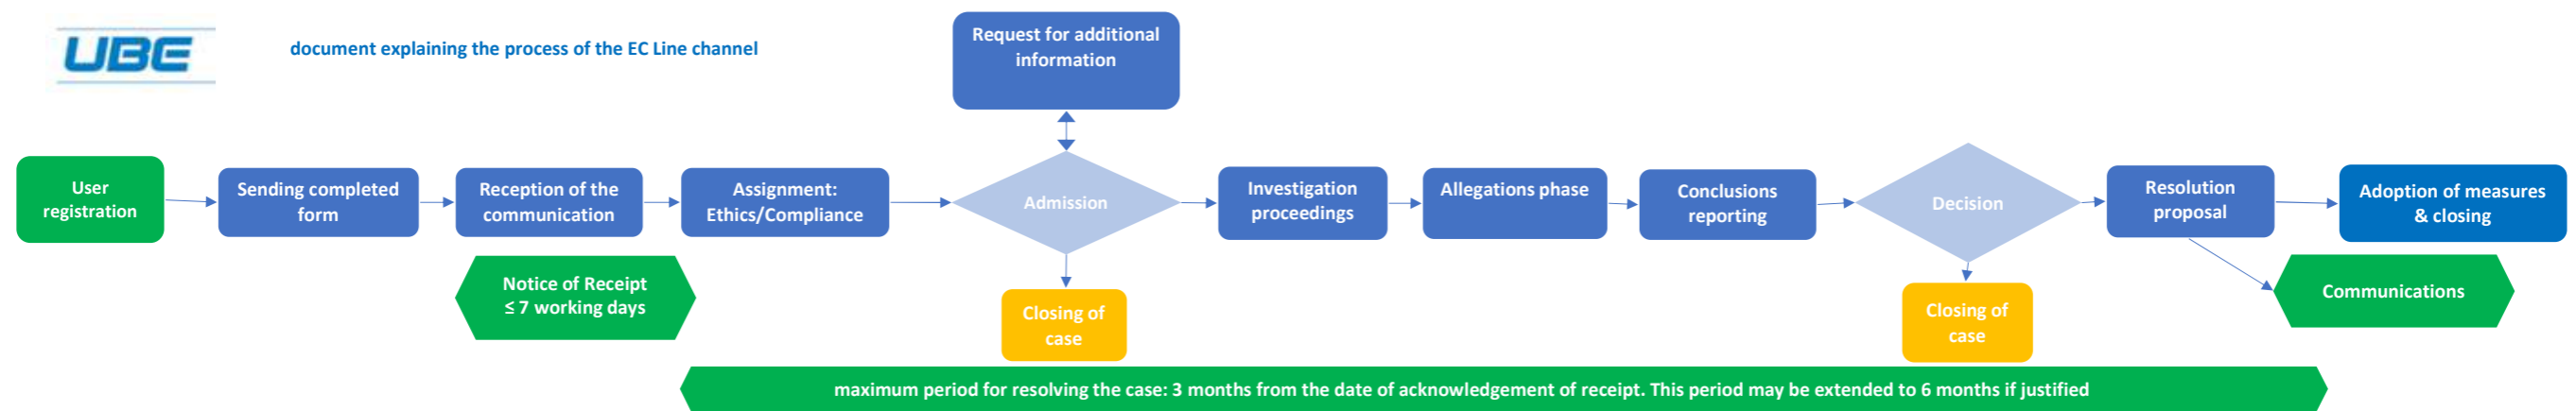 UBE
document explaining the process of the EC Line channel
Request for additional
information
User
registration
Sending completed
form
Reception of the
communication
Assignment:
Ethics/Compliance
Admission
Investigation
proceedings
Allegations phase
Conclusions
reporting
Decision
Resolution
proposal
Adoption of measures
& closing
Notice of Receipt
≤ 7 working days
Closing of
case
Closing of
case
Communications
maximum period for resolving the case: 3 months from the date of acknowledgement of receipt. This period may be extended to 6 months if justified